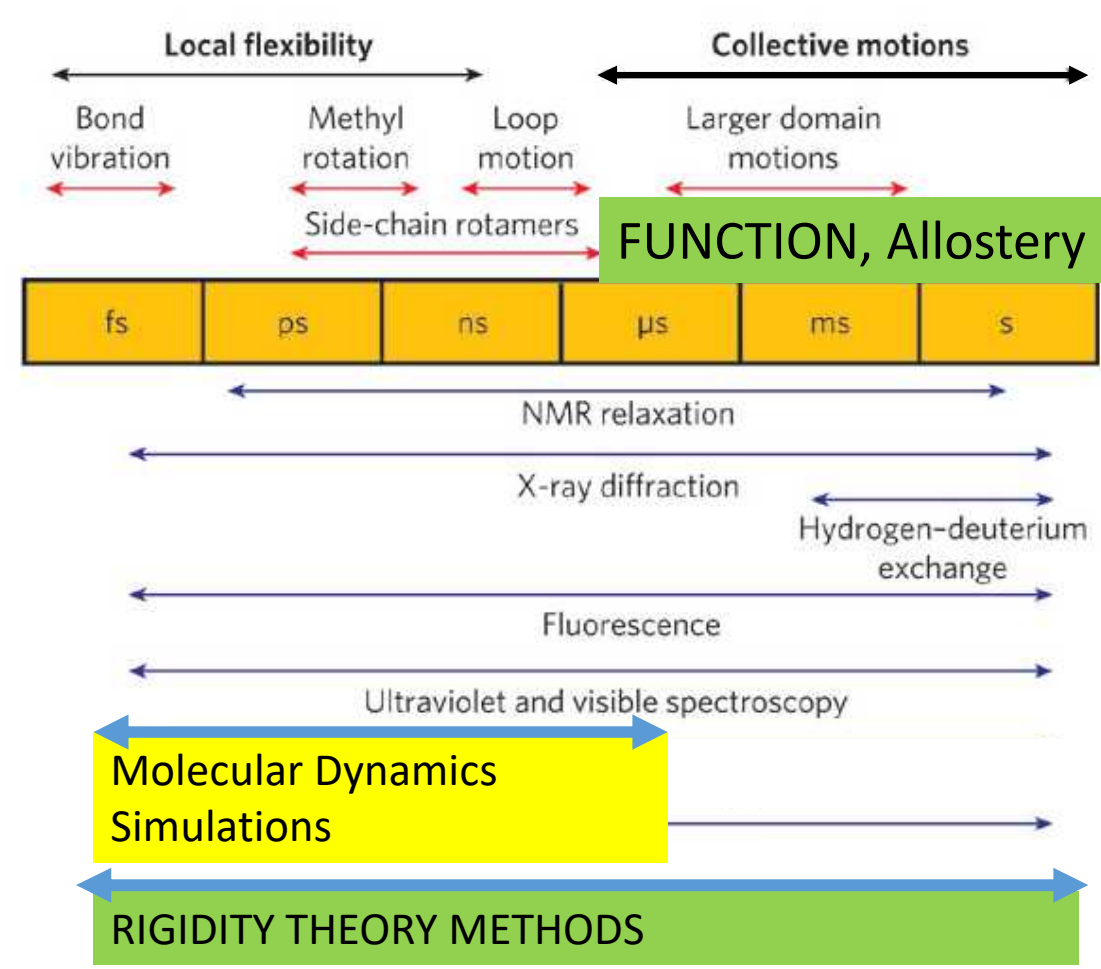 Local flexibility
Collective motions
Bond
vibration
Methyl
rotation
Loop
motion
Larger domain
motions
Side-chain rotamers
FUNCTION, Allostery
fs
ps
ns
μs
ms
s
NMR relaxation
X-ray diffraction
Hydrogen–deuterium
exchange
Fluorescence
Ultraviolet and visible spectroscopy
Molecular Dynamics
Simulations
RIGIDITY THEORY METHODS